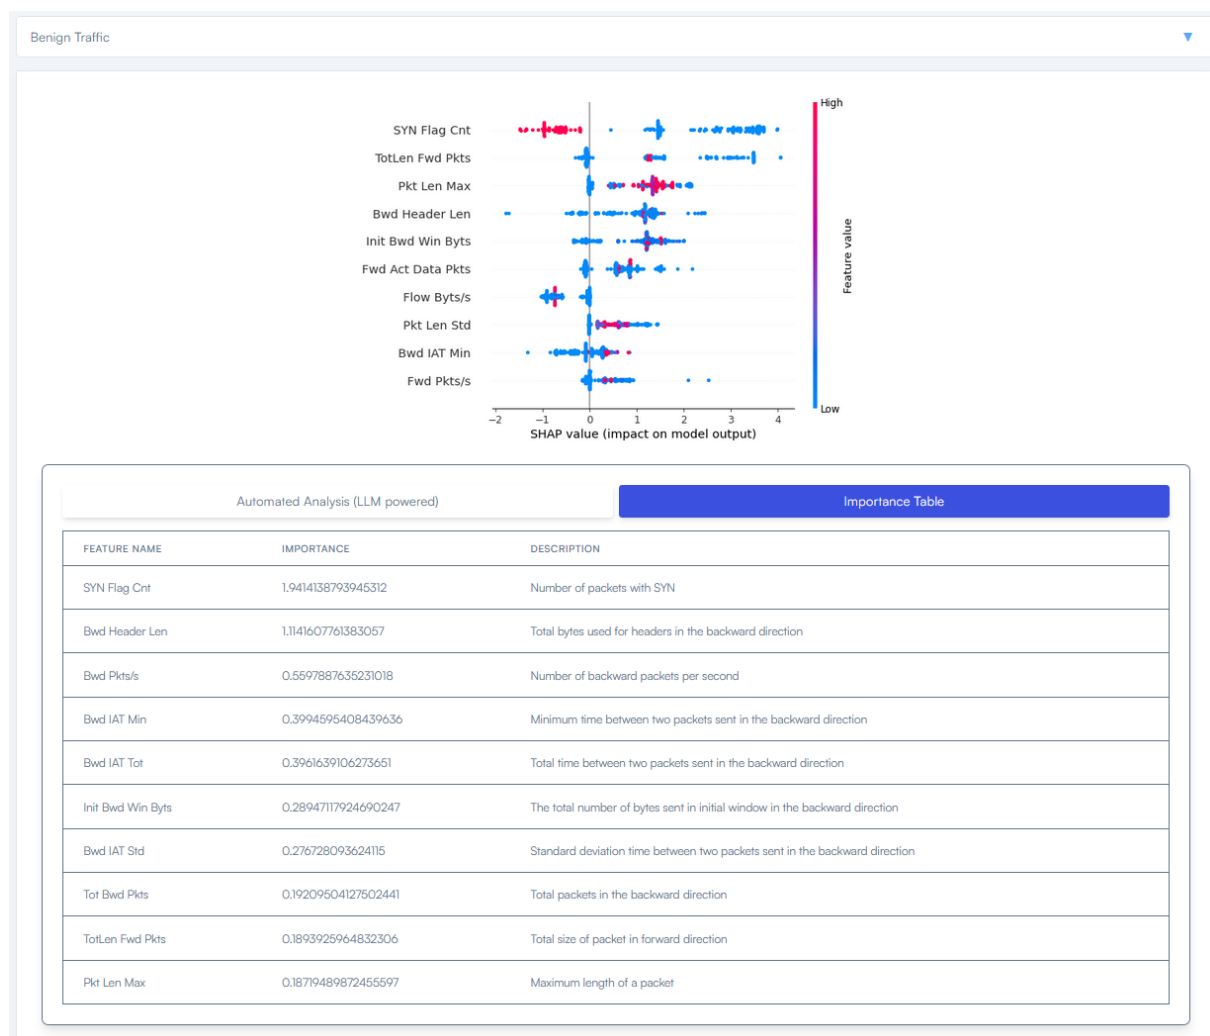 Benign Traffic
▼
High
SYN Flag Cnt
TotLen Fwd Pkts
Pkt Len Max
Bwd Header Len
Init Bwd Win Byts
Fwd Act Data Pkts
Flow Byts/s
Pkt Len Std
Bwd IAT Min
Fwd Pkts/s
Feature value
Low
−2 −1 0 1 2 3 4
SHAP value (impact on model output)
Automated Analysis (LLM powered) Importance Table
FEATURE NAME IMPORTANCE DESCRIPTION
SYN Flag Cnt 1.9414138793945312 Number of packets with SYN
Bwd Header Len 1.1141607761383057 Total bytes used for headers in the backward direction
Bwd Pkts/s 0.5597887635231018 Number of backward packets per second
Bwd IAT Min 0.3994595408439636 Minimum time between two packets sent in the backward direction
Bwd IAT Tot 0.3961639106273651 Total time between two packets sent in the backward direction
Init Bwd Win Byts 0.28947117924690247 The total number of bytes sent in initial window in the backward direction
Bwd IAT Std 0.276728093624115 Standard deviation time between two packets sent in the backward direction
Tot Bwd Pkts 0.19209504127502441 Total packets in the backward direction
TotLen Fwd Pkts 0.1893925964832306 Total size of packet in forward direction
Pkt Len Max 0.18719489872455597 Maximum length of a packet